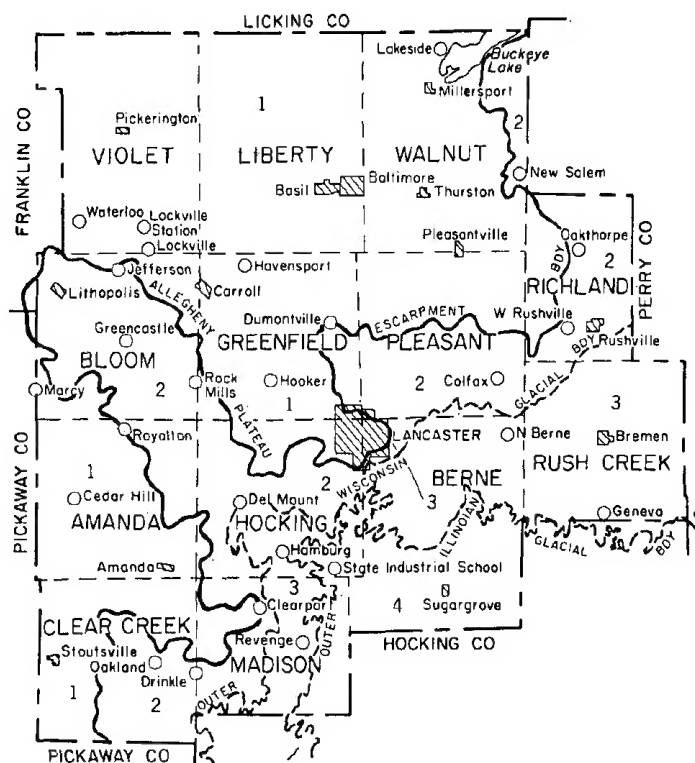 LICKING CO
Lakeside
Buckeye
Lake
Millersport
1
Pickerington
2
FRANKLIN CO
VIOLET
LIBERTY
WALNUT
Baltimore
New Salem
Basil
Thurston
Waterloo
Lockville
Station
Pleasantville
Oakthorpe
Lockville
BDY
2
Jefferson
Havensport
RICHLAND
PERRY CO
Lithopolis
ALLEGHENY
Carroll
Dumontville
ESCARPMENT
W Rushville
Greencastle
GREENFIELD
PLEASANT
Rushville
BLOOM
BDY
Marcy
2
Rock
Mills
Hooker
1
2
Colfax
GLACIAL
3
PLATEAU
Royalton
LANCASTER
N Berne
Bremen
PICKAWAY CO
1
2
WISCONSIN
BERNE
RUSH CREEK
Cedar Hill
Del Mount
3
AMANDA
HOCKING
ILLINOIAN
Geneva
Hamburg
GLACIAL
BDY
Amanda
State Industrial School
3
4
Clearport
Sugargrove
CLEAR CREEK
OUTER
Stoutsville
Revenge
HOCKING CO
Oakland
MADISON
Drinkle
1
2
OUTER
PICKAWAY CO